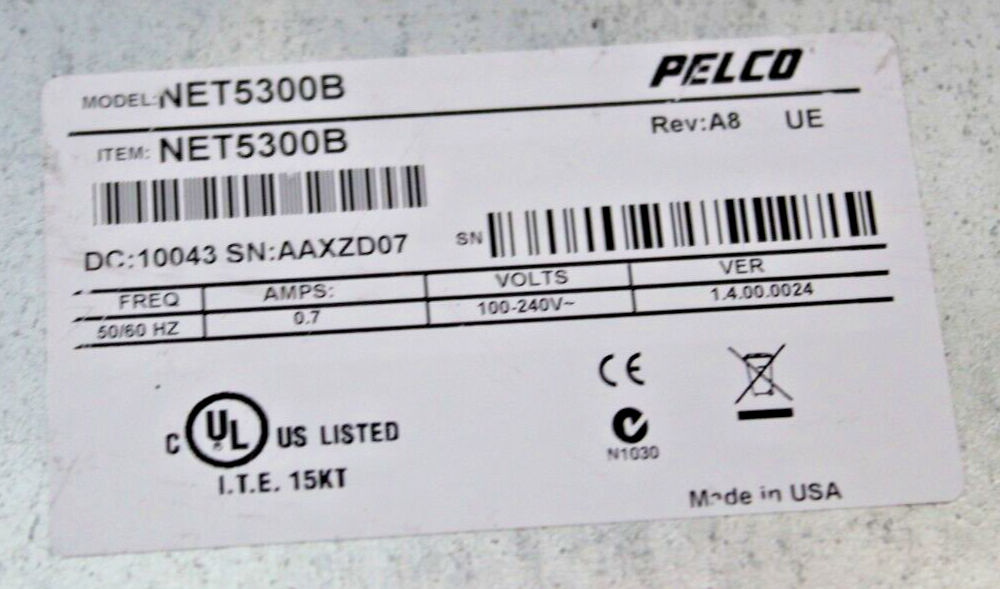 MODEL: NET5300B
PELCO
ITEM: NET5300B
Rev:A8 UE
DC:10043 SN:AAXZD07
SN
FREQ AMPS: VOLTS VER
50/60 HZ 0.7 100-240V~ 1.4.00.0024
CE
C UL® US LISTED
I.T.E. 15KT
N1030
Made in USA